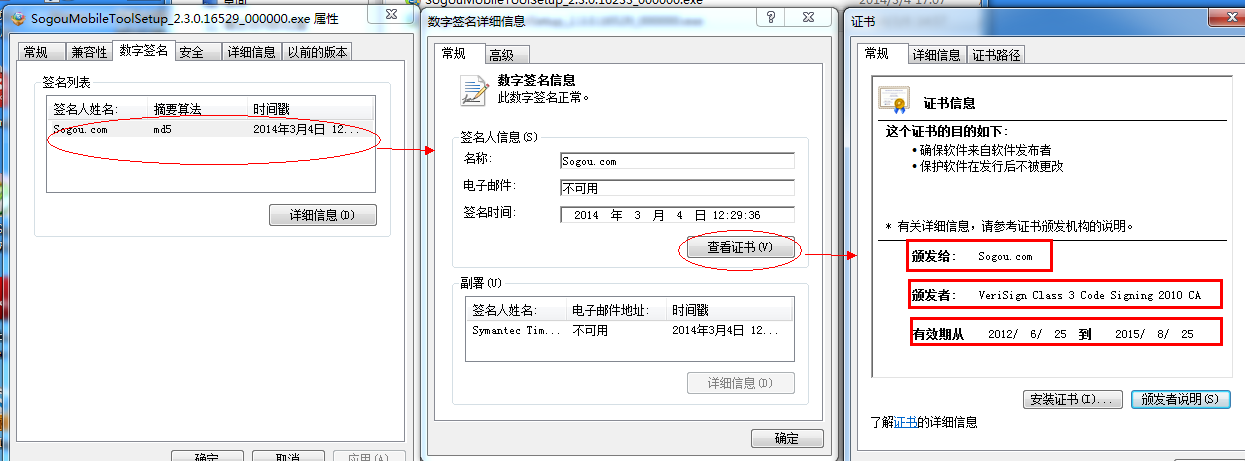 SogouMobileToolSetup_2.3.0.16529_000000.exe 属性
常规 兼容性 数字签名 安全 详细信息 以前的版本
签名列表
签名人姓名: 摘要算法 时间戳
Sogou.com md5 2014年3月4日 12...
详细信息(D)
确定 取消 应用(A)
SogouMobileToolSetup_2.3.0.16233_000000.exe 2014/3/4 17:07
数字签名详细信息
常规 高级
数字签名信息
此数字签名正常。
签名人信息(S)
名称: Sogou.com
电子邮件: 不可用
签名时间: 2014 年 3 月 4 日 12:29:36
查看证书(V)
副署(U)
签名人姓名: 电子邮件地址: 时间戳
Symantec Tim... 不可用 2014年3月4日 12...
详细信息(D)
确定
证书
常规 详细信息 证书路径
证书信息
这个证书的目的如下:
• 确保软件来自软件发布者
• 保护软件在发行后不被更改
* 有关详细信息，请参考证书颁发机构的说明。
颁发给: Sogou.com
颁发者: VeriSign Class 3 Code Signing 2010 CA
有效期从 2012/ 6/ 25 到 2015/ 8/ 25
安装证书(I)... 颁发者说明(S)
了解证书的详细信息